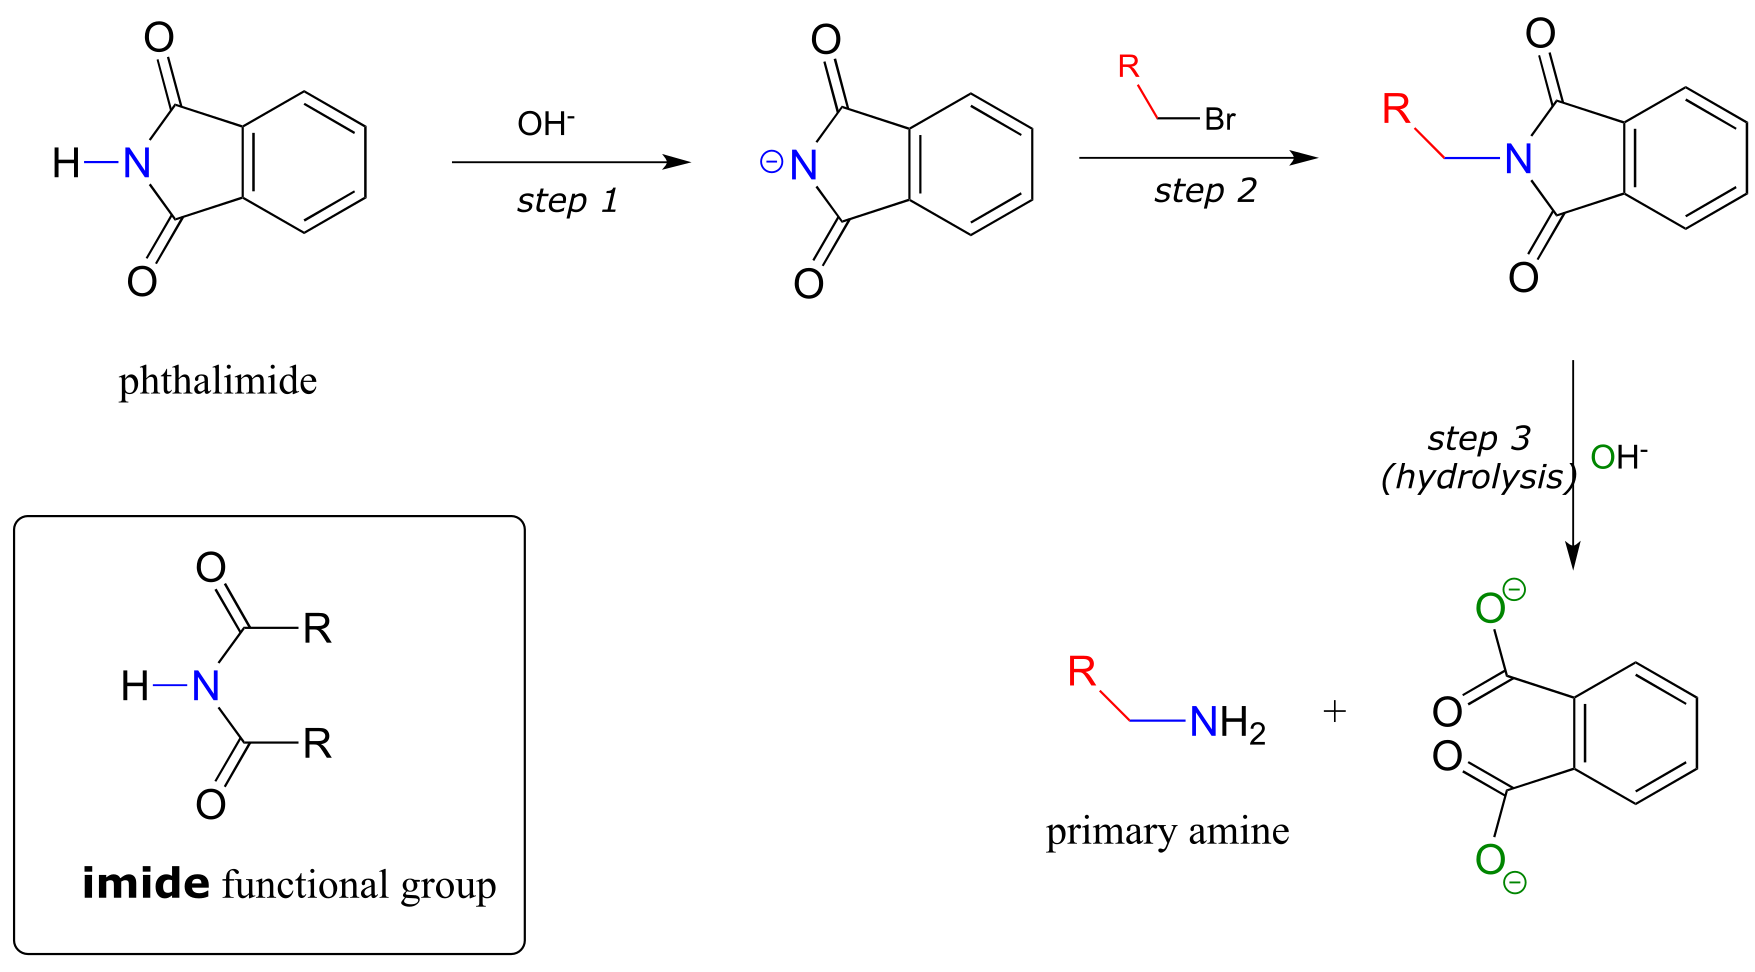 O
H
N
O
phthalimide
OH-
step 1
O
⊖N
O
R
Br
step 2
O
R
N
O
step 3
(hydrolysis)
OH-
O
R
H
N
R
O
imide functional group
R
NH2
primary amine
+
O⊖
O
O
O⊖